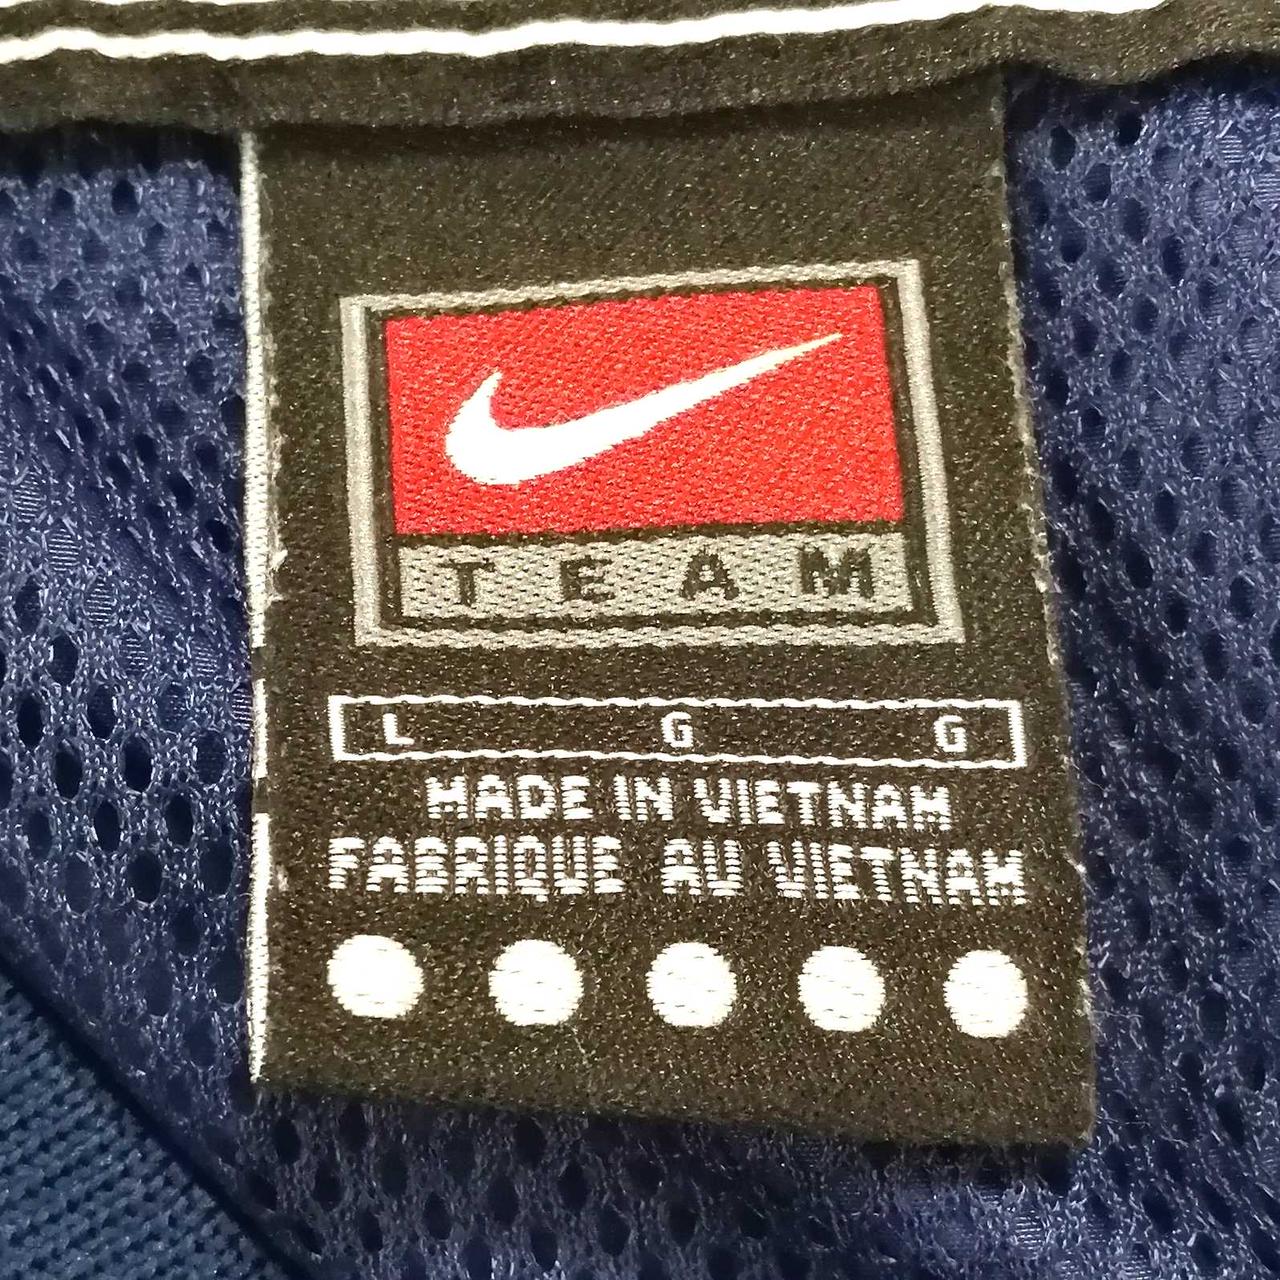 TEAM
L G G
MADE IN VIETNAM
FABRIQUE AU VIETNAM